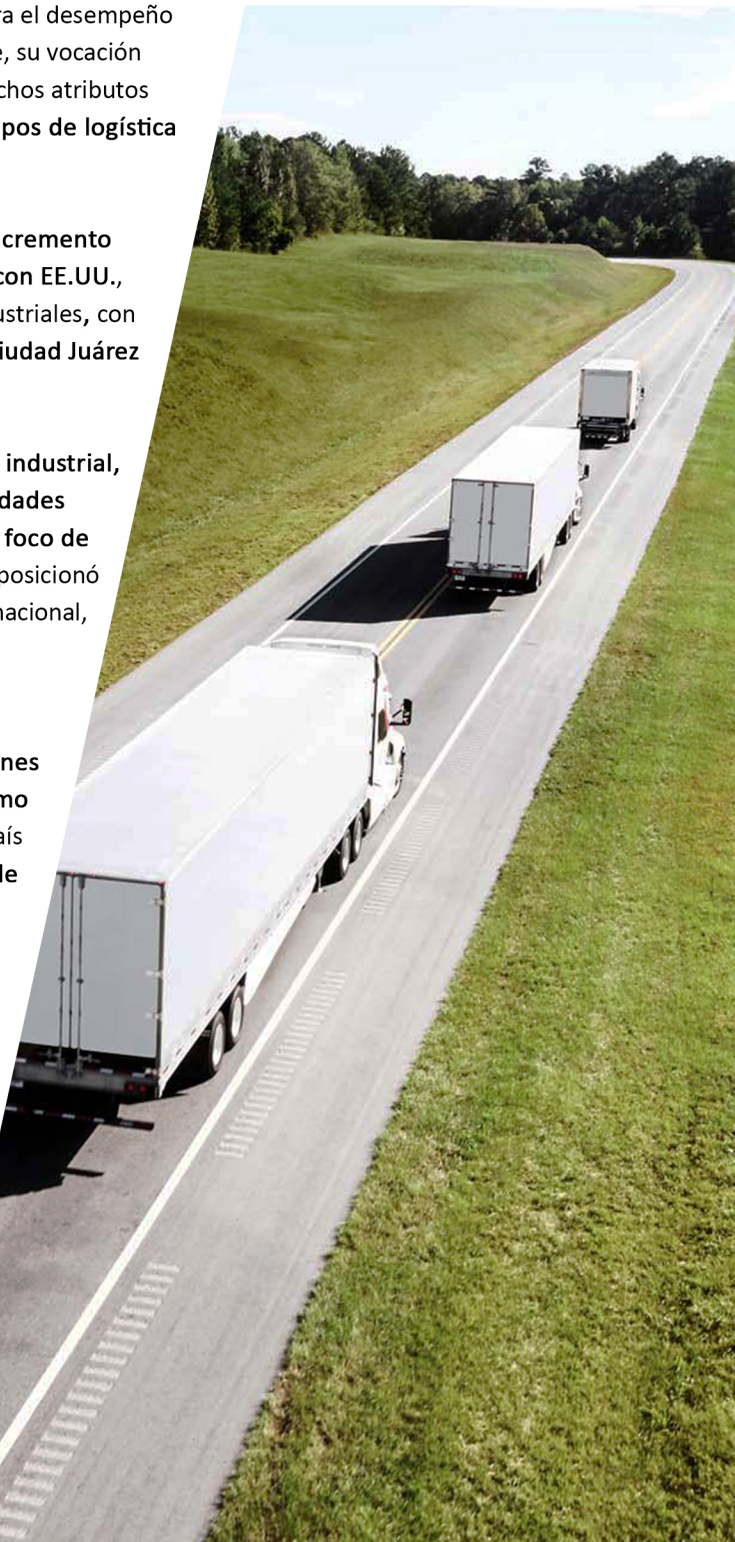 ra el desempeño
e, su vocación
chos atributos
pos de logística
cremento
con EE.UU.,
ustriales, con
iudad Juárez
industrial,
dades
foco de
posicionó
nacional,
nes
mo
aís
de